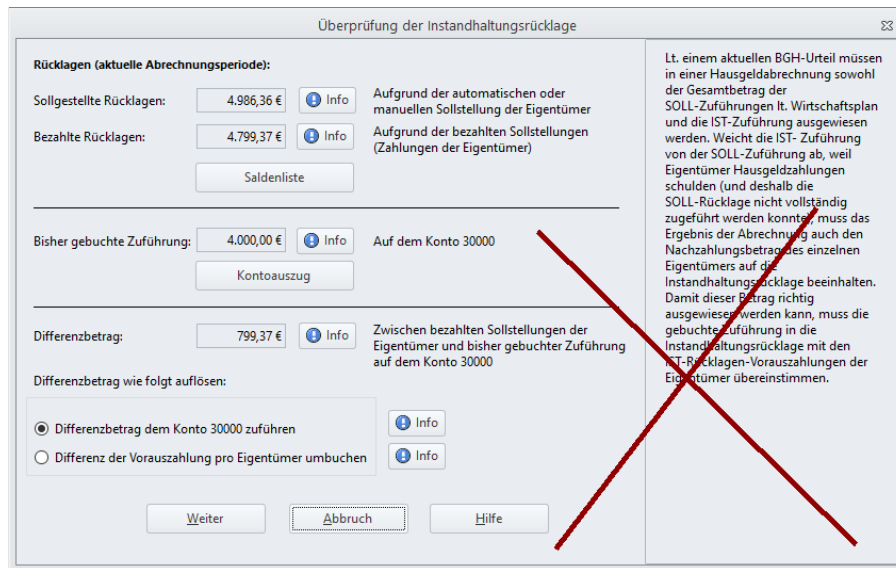 Überprüfung der Instandhaltungsrücklage
Rücklagen (aktuelle Abrechnungsperiode):
Sollgestellte Rücklagen: 4.986,36 € Info Aufgrund der automatischen oder
manuellen Sollstellung der Eigentümer
Bezahlte Rücklagen: 4.799,37 € Info Aufgrund der bezahlten Sollstellungen
(Zahlungen der Eigentümer)
Saldenliste
Bisher gebuchte Zuführung: 4.000,00 € Info Auf dem Konto 30000
Kontoauszug
Differenzbetrag: 799,37 € Info Zwischen bezahlten Sollstellungen der
Eigentümer und bisher gebuchter Zuführung
auf dem Konto 30000
Differenzbetrag wie folgt auflösen:
Differenzbetrag dem Konto 30000 zuführen Info
Differenz der Vorauszahlung pro Eigentümer umbuchen Info
Weiter Abbruch Hilfe
Lt. einem aktuellen BGH-Urteil müssen
in einer Hausgeldabrechnung sowohl
der Gesamtbetrag der
SOLL-Zuführungen lt. Wirtschaftsplan
und die IST-Zuführung ausgewiesen
werden. Weicht die IST- Zuführung
von der SOLL-Zuführung ab, weil
Eigentümer Hausgeldzahlungen
schulden (und deshalb die
SOLL-Rücklage nicht vollständig
zugeführt werden konnte), muss das
Ergebnis der Abrechnung auch den
Nachzahlungsbetrag des einzelnen
Eigentümers auf die
Instandhaltungsrücklage beeinhalten.
Damit dieser Betrag richtig
ausgewiesen werden kann, muss die
gebuchte Zuführung in die
Instandhaltungsrücklage mit den
IST-Rücklagen-Vorauszahlungen der
Eigentümer übereinstimmen.